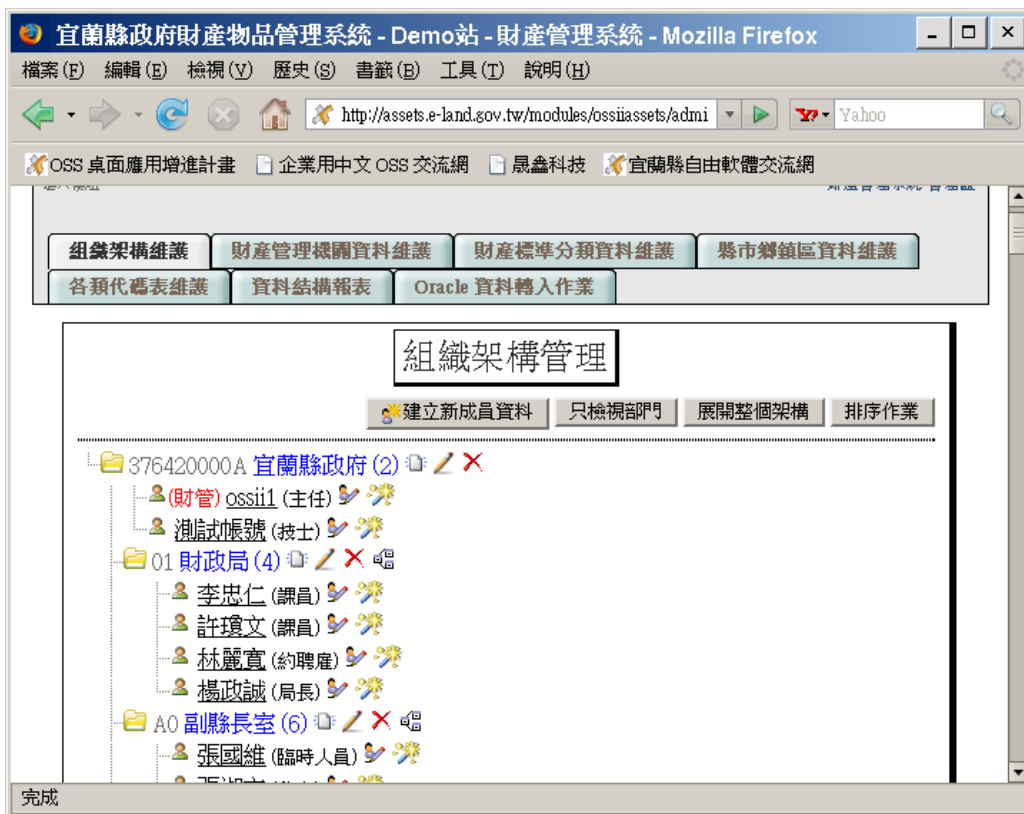 宜蘭縣政府財產物品管理系統 - Demo站 - 財產管理系統 - Mozilla Firefox
檔案(F) 編輯(E) 檢視(V) 歷史(S) 書籤(B) 工具(T) 說明(H)
http://assets.e-land.gov.tw/modules/ossiiassets/admi Yahoo
OSS 桌面應用增進計畫 企業用中文 OSS 交流網 晟鑫科技 宜蘭縣自由軟體交流網
組織架構維護 財產管理機關資料維護 財產標準分類資料維護 縣市鄉鎮區資料維護
各類代碼表維護 資料結構報表 Oracle 資料轉入作業
組織架構管理
建立新成員資料 只檢視部門 展開整個架構 排序作業
376420000A 宜蘭縣政府 (2)
(財管) ossii1 (主任)
測試帳號 (技士)
01 財政局 (4)
李忠仁 (課員)
許瓊文 (課員)
林麗寬 (約聘雇)
楊政誠 (局長)
A0 副縣長室 (6)
張國維 (臨時人員)
完成